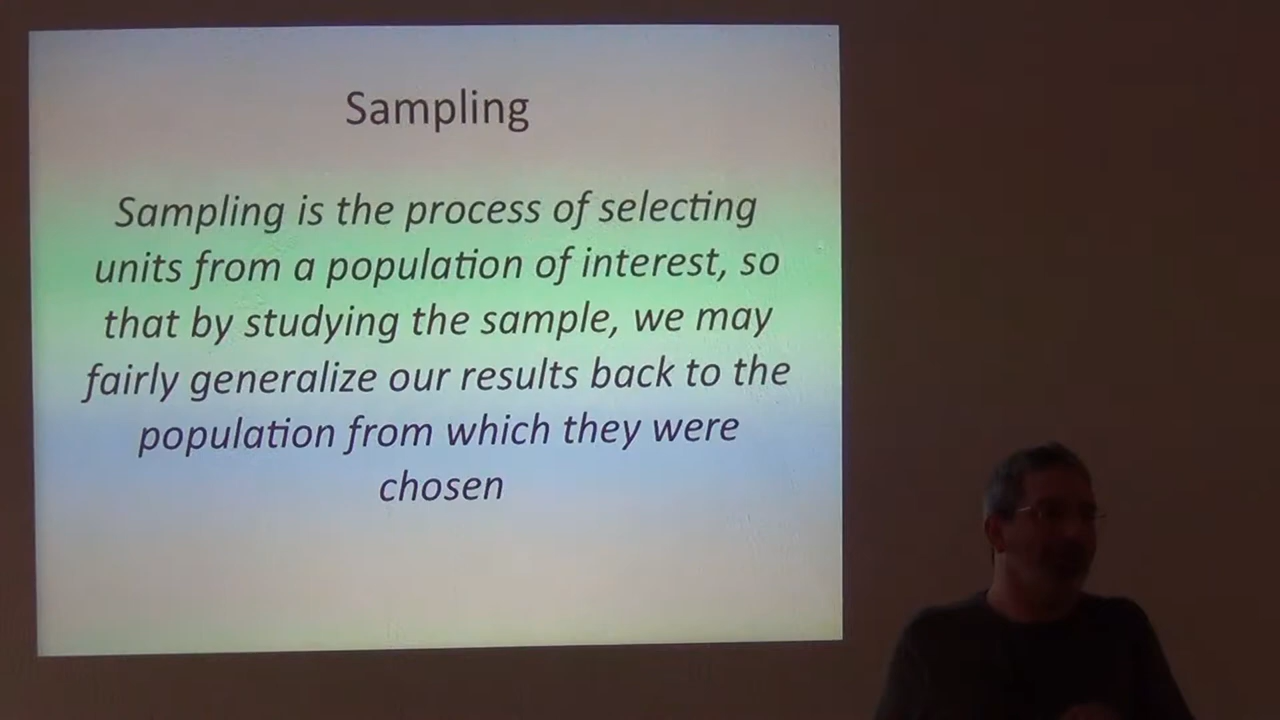 Sampling
Sampling is the process of selecting
units from a population of interest, so
that by studying the sample, we may
fairly generalize our results back to the
population from which they were
chosen